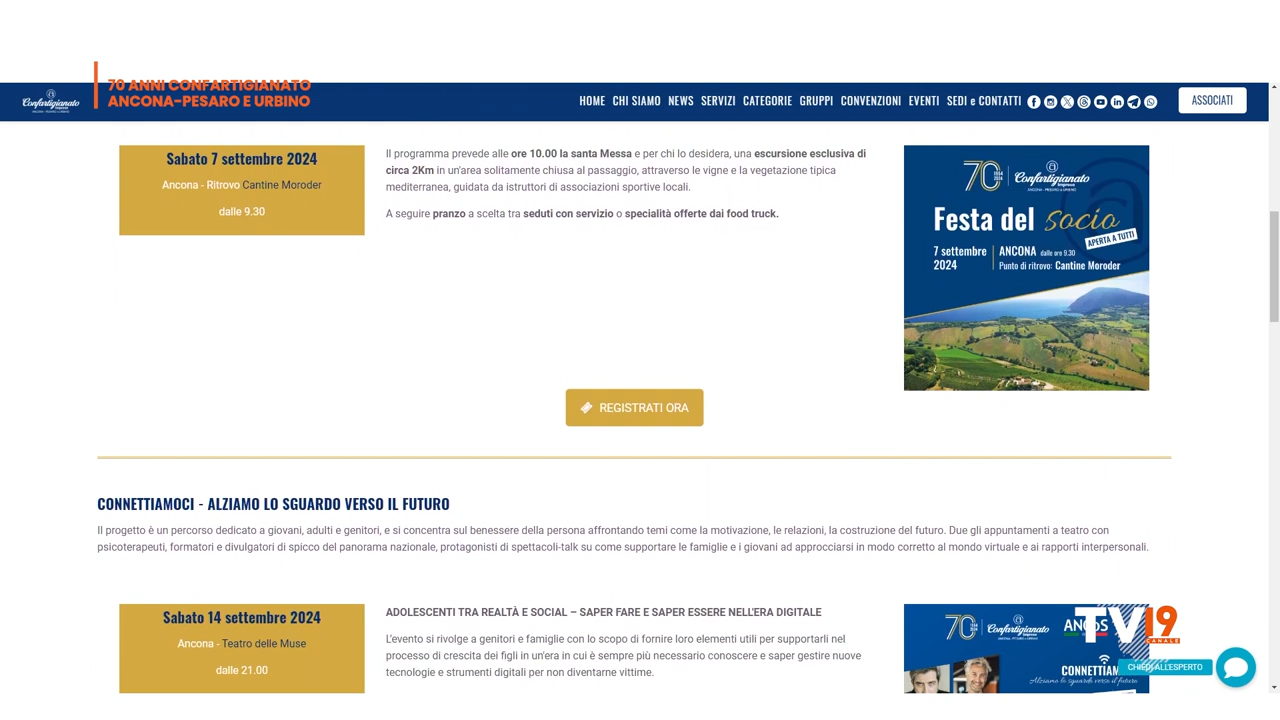 70 ANNI CONFARTIGIANATO
ANCONA-PESARO E URBINO
Confartigianato
Imprese
ANCONA - PESARO E URBINO
HOME CHI SIAMO NEWS SERVIZI CATEGORIE GRUPPI CONVENZIONI EVENTI SEDI e CONTATTI
ASSOCIATI
Sabato 7 settembre 2024
Ancona - Ritrovo Cantine Moroder
dalle 9.30
Il programma prevede alle ore 10.00 la santa Messa e per chi lo desidera, una escursione esclusiva di
circa 2Km in un'area solitamente chiusa al passaggio, attraverso le vigne e la vegetazione tipica
mediterranea, guidata da istruttori di associazioni sportive locali.
A seguire pranzo a scelta tra seduti con servizio o specialità offerte dai food truck.
70 Confartigianato
Imprese
ANCONA - PESARO E URBINO
Festa del socio
APERTA A TUTTI
7 settembre
2024
ANCONA dalle ore 9.30
Punto di ritrovo: Cantine Moroder
REGISTRATI ORA
CONNETTIAMOCI - ALZIAMO LO SGUARDO VERSO IL FUTURO
Il progetto è un percorso dedicato a giovani, adulti e genitori, e si concentra sul benessere della persona affrontando temi come la motivazione, le relazioni, la costruzione del futuro. Due gli appuntamenti a teatro con
psicoterapeuti, formatori e divulgatori di spicco del panorama nazionale, protagonisti di spettacoli-talk su come supportare le famiglie e i giovani ad approcciarsi in modo corretto al mondo virtuale e ai rapporti interpersonali.
Sabato 14 settembre 2024
Ancona - Teatro delle Muse
dalle 21.00
ADOLESCENTI TRA REALTÀ E SOCIAL – SAPER FARE E SAPER ESSERE NELL'ERA DIGITALE
L'evento si rivolge a genitori e famiglie con lo scopo di fornire loro elementi utili per supportarli nel
processo di crescita dei figli in un'era in cui è sempre più necessario conoscere e saper gestire nuove
tecnologie e strumenti digitali per non diventarne vittime.
70 Confartigianato
TV 19
CANALE
CHIEDI ALL'ESPERTO
Alziamo lo sguardo verso il futuro